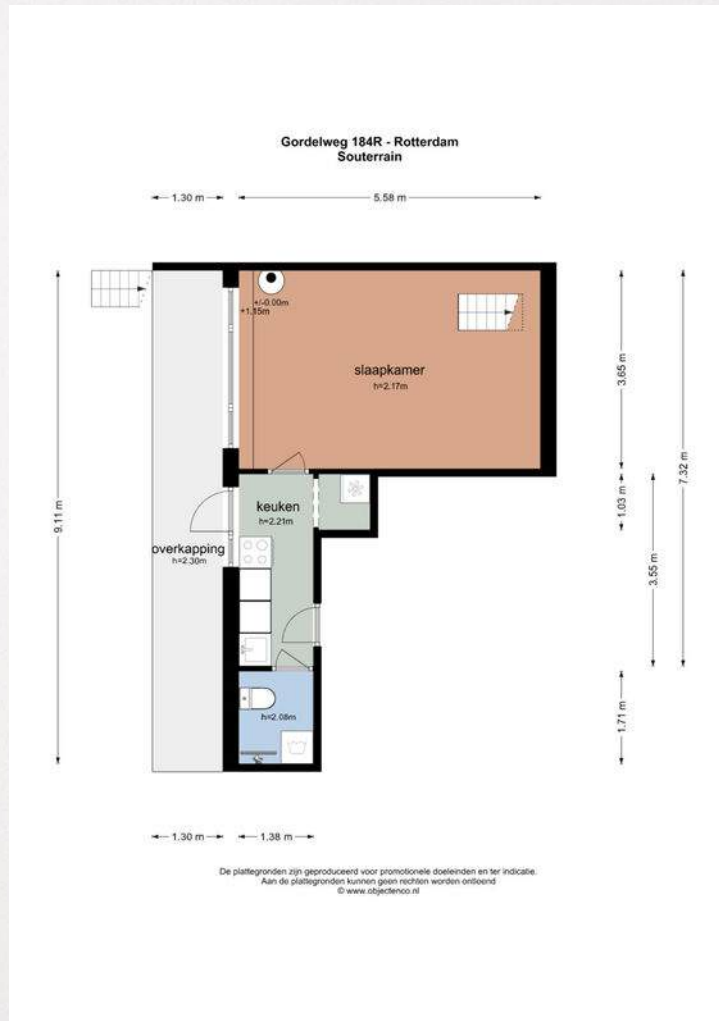 Gordelweg 184R - Rotterdam
Souterrain
1.30 m
5.58 m
+/-0.00m
+1.15m
slaapkamer
h=2.17m
3.65 m
7.32 m
keuken
h=2.21m
1.03 m
9.11 m
overkapping
h=2.30m
3.55 m
h=2.08m
1.71 m
1.30 m
1.38 m
De plattegronden zijn geproduceerd voor promotionele doeleinden en ter indicatie.
Aan de plattegronden kunnen geen rechten worden ontleend
© www.objectenco.nl